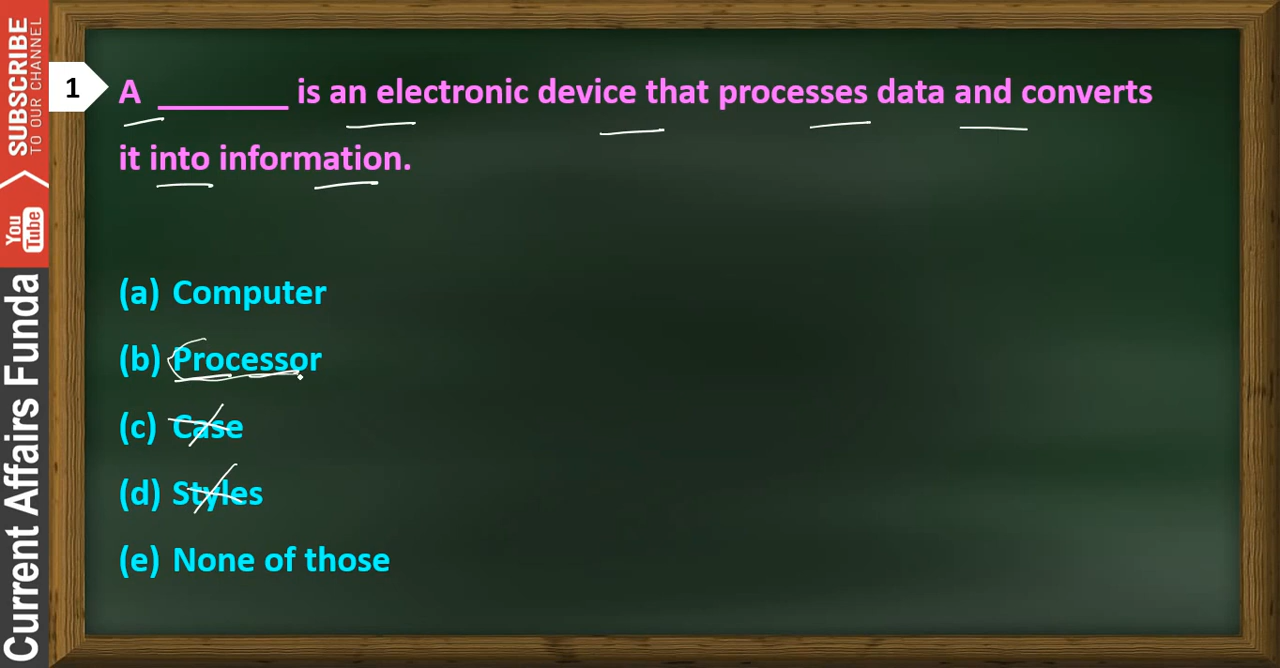 SUBSCRIBE
TO OUR CHANNEL
You
Tube
Current Affairs Funda
1
A ________ is an electronic device that processes data and converts
it into information.
(a) Computer
(b) Processor
(c) Case
(d) Styles
(e) None of those